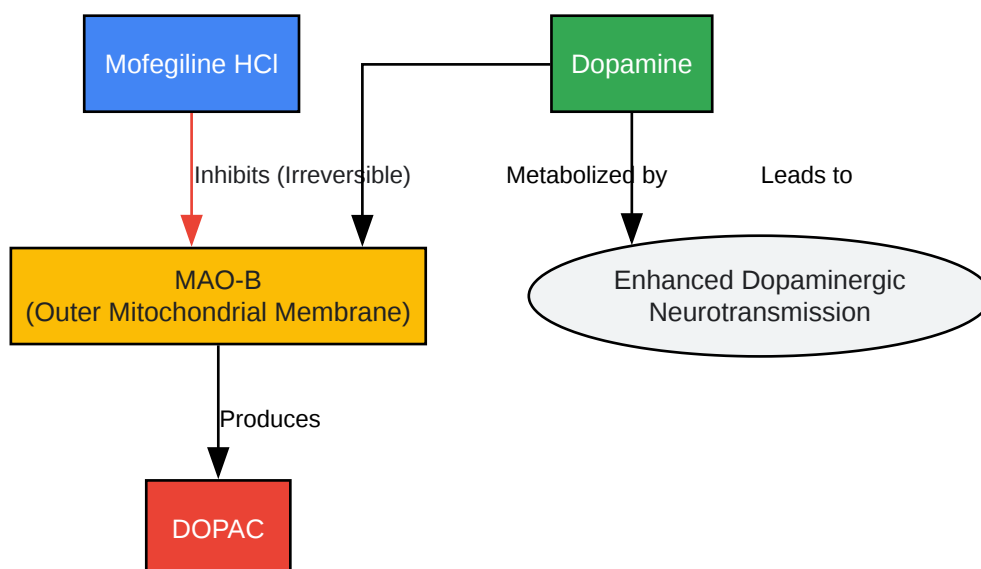 Mofegiline HCl
Dopamine
Inhibits (Irreversible)
Metabolized by
Leads to
MAO-B
(Outer Mitochondrial Membrane)
Enhanced Dopaminergic
Neurotransmission
Produces
DOPAC